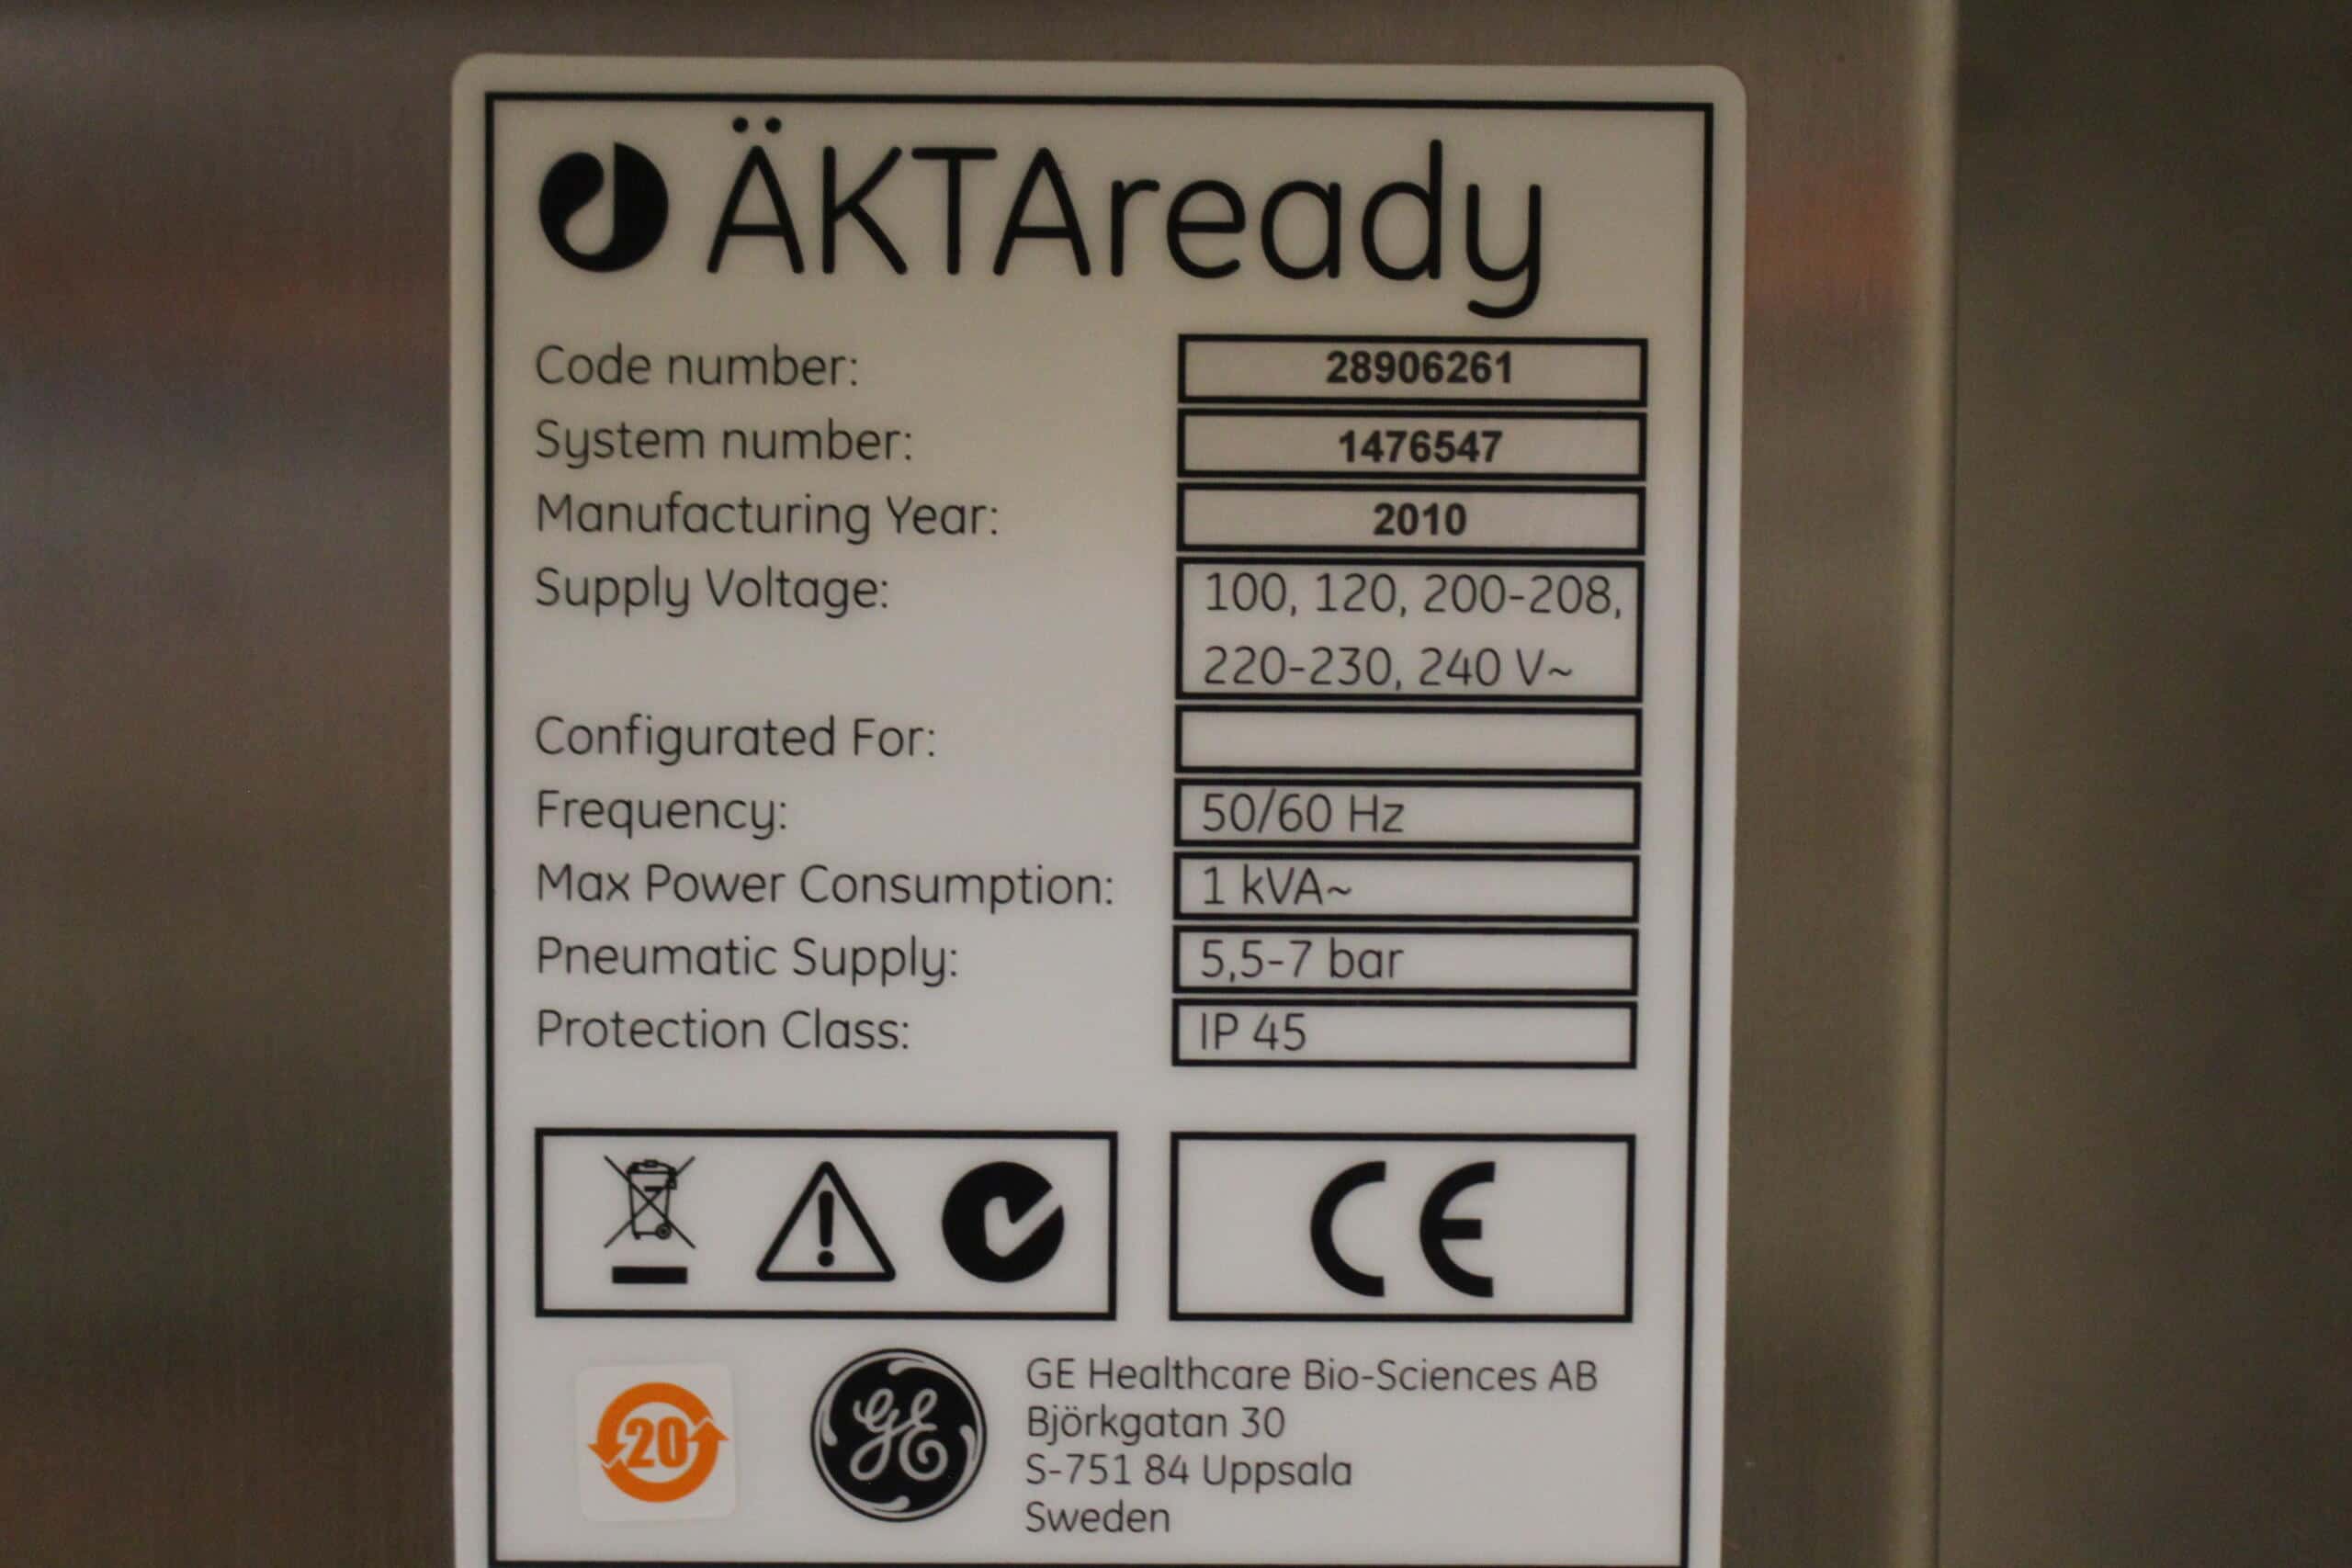 ÄKTAready
Code number: 28906261
System number: 1476547
Manufacturing Year: 2010
Supply Voltage: 100, 120, 200-208,
220-230, 240 V~
Configurated For:
Frequency: 50/60 Hz
Max Power Consumption: 1 kVA~
Pneumatic Supply: 5,5-7 bar
Protection Class: IP 45
CE
20
GE
GE Healthcare Bio-Sciences AB
Björkgatan 30
S-751 84 Uppsala
Sweden